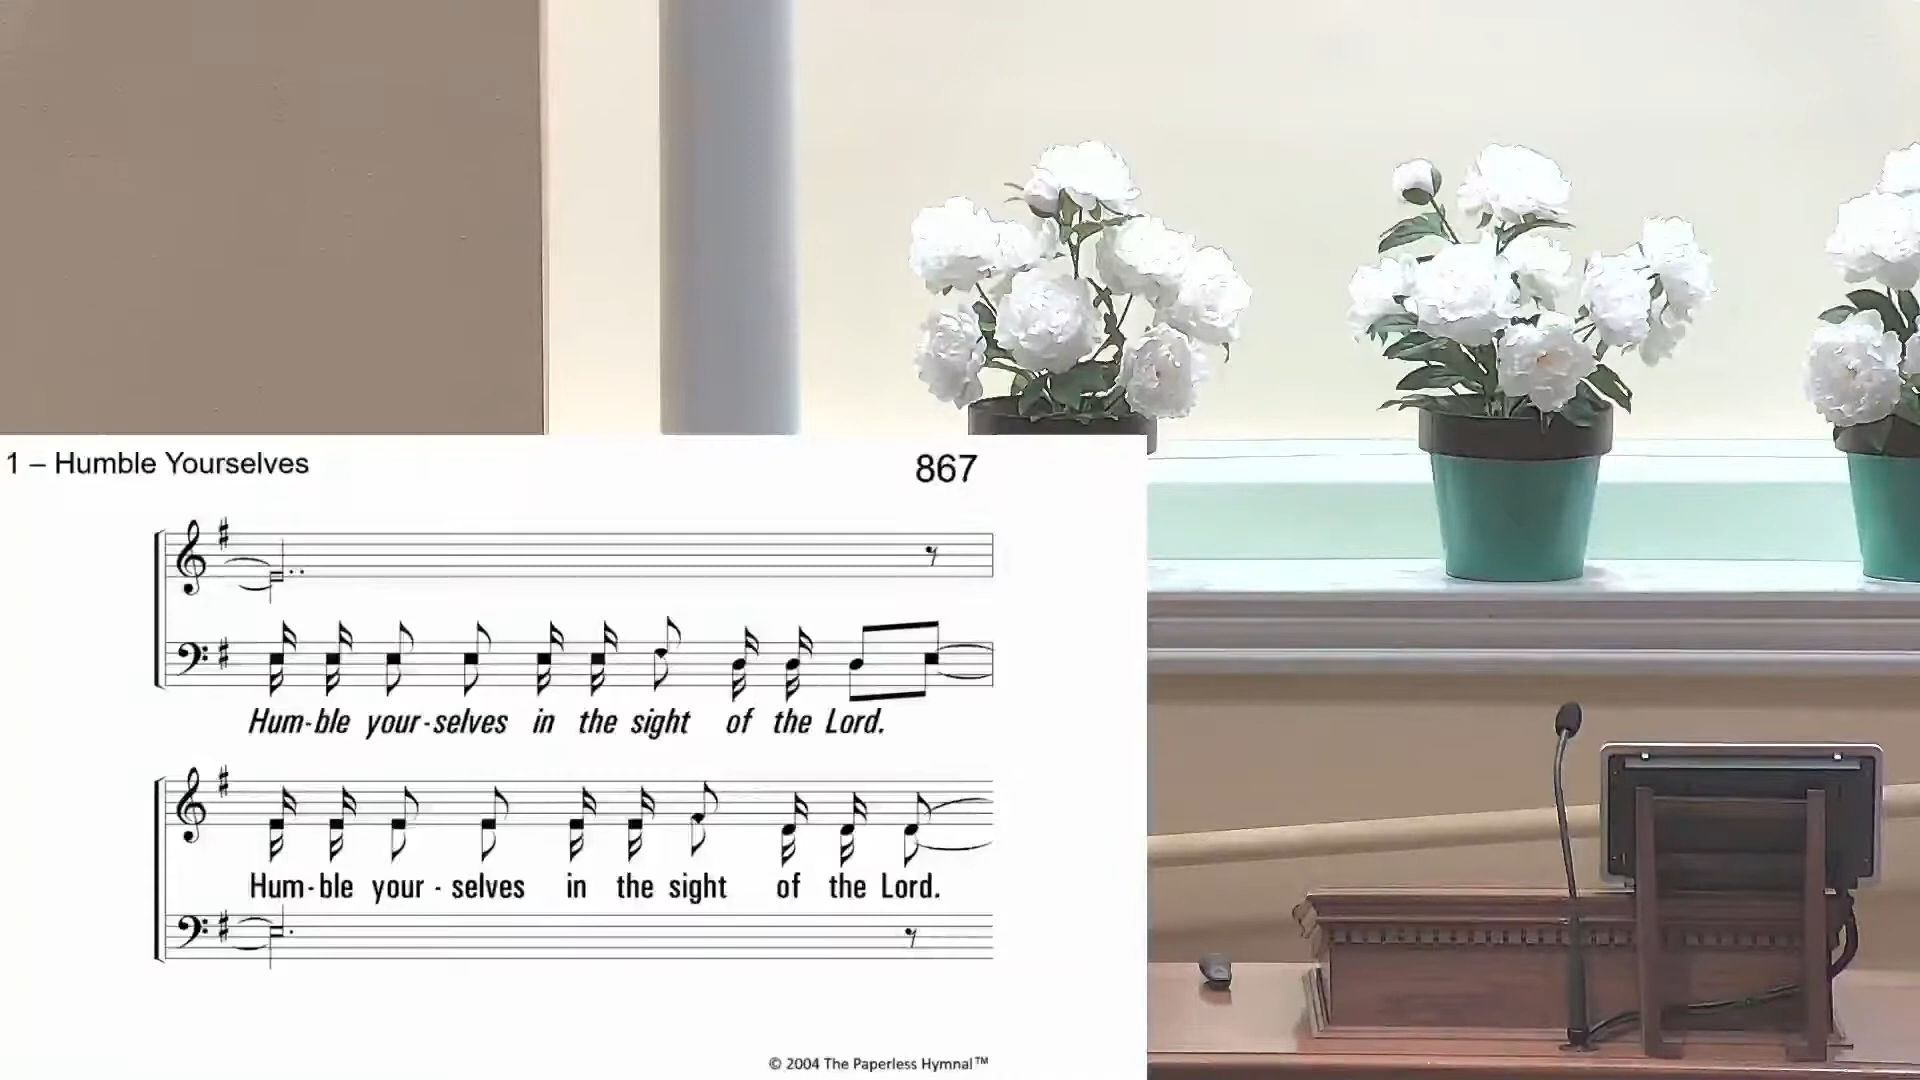 1 – Humble Yourselves
867
Hum-ble your-selves in the sight of the Lord.
Hum-ble your - selves in the sight of the Lord.
© 2004 The Paperless Hymnal™